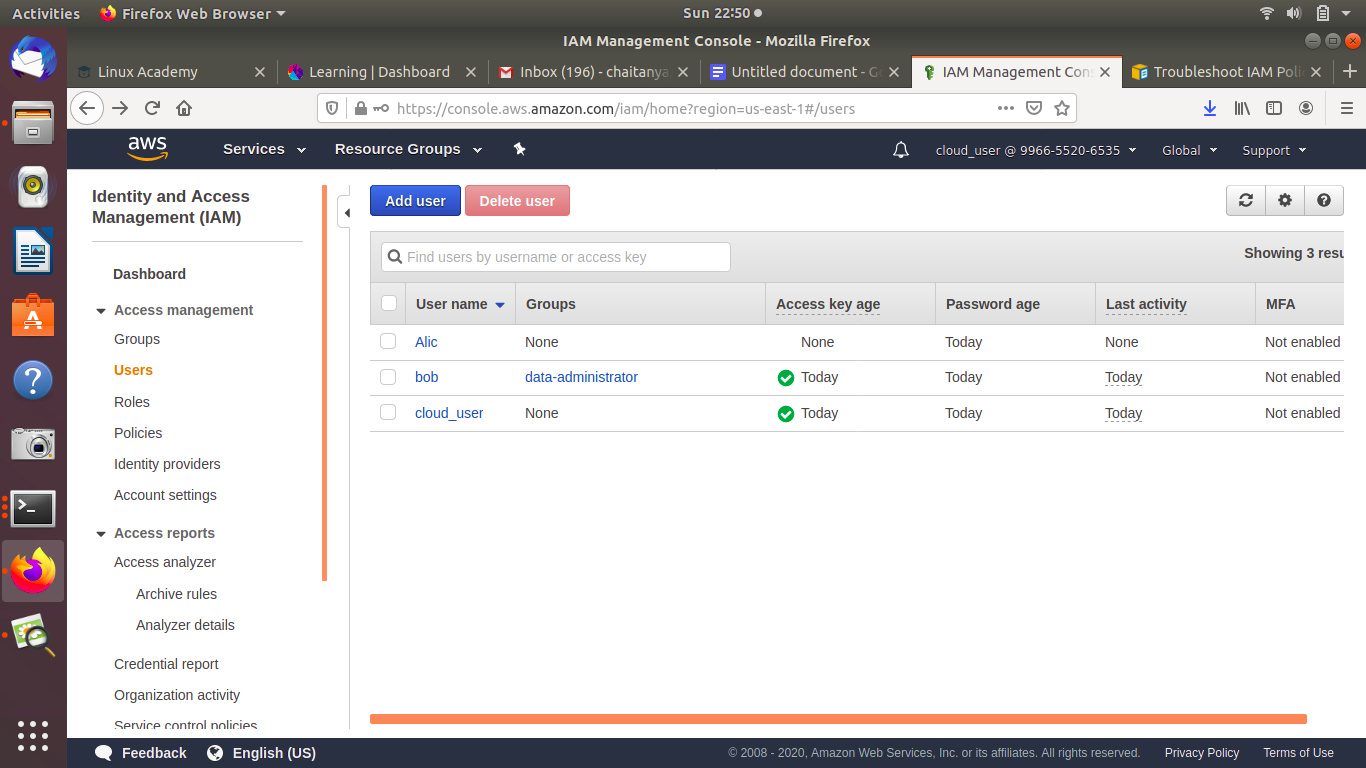 Activities Firefox Web Browser Sun 22:50
IAM Management Console - Mozilla Firefox
Linux Academy Learning | Dashboard Inbox (196) - chaitanya Untitled document - G IAM Management Cons Troubleshoot IAM Poli
https://console.aws.amazon.com/iam/home?region=us-east-1#/users
aws Services Resource Groups cloud_user @ 9966-5520-6535 Global Support
Identity and Access
Management (IAM)
Dashboard
Access management
Groups
Users
Roles
Policies
Identity providers
Account settings
Access reports
Access analyzer
Archive rules
Analyzer details
Credential report
Organization activity
Service control policies
Add user Delete user
Find users by username or access key Showing 3 resu
User name Groups Access key age Password age Last activity MFA
Alic None None Today None Not enabled
bob data-administrator Today Today Today Not enabled
cloud_user None Today Today Today Not enabled
Feedback English (US) © 2008 - 2020, Amazon Web Services, Inc. or its affiliates. All rights reserved. Privacy Policy Terms of Use